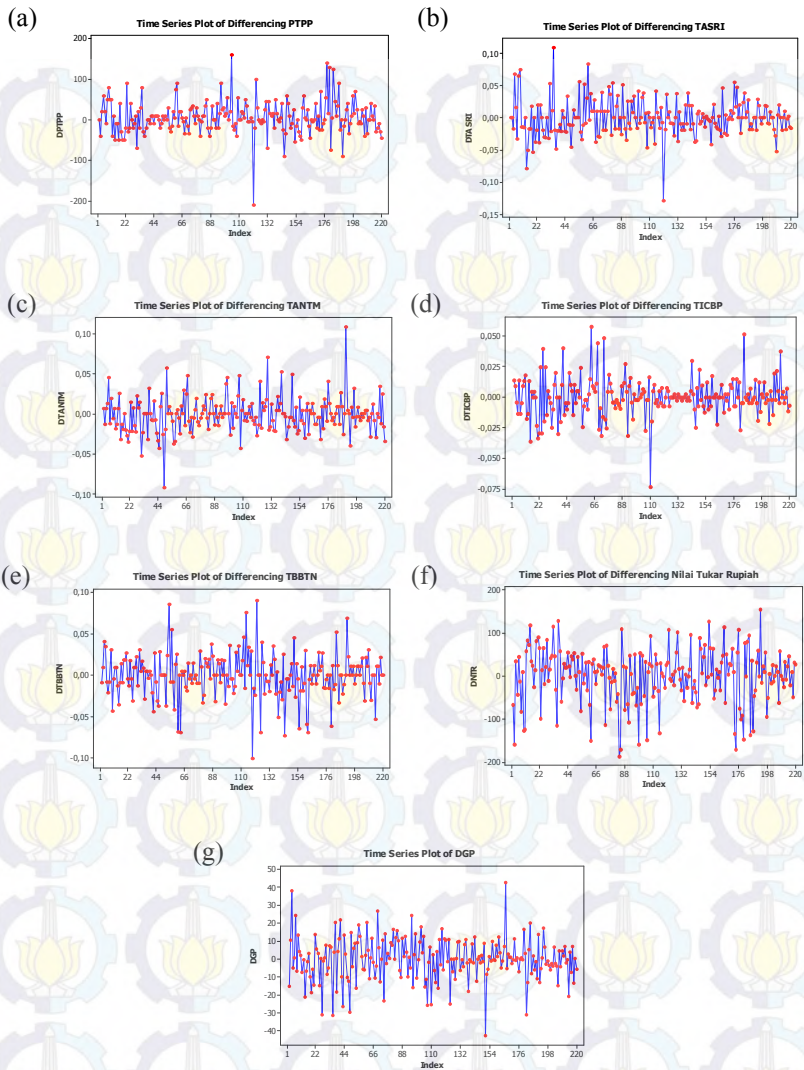 (a)
Time Series Plot of Differencing PTPP
200
100
0
-100
-200
DPTPP
1 22 44 66 88 110 132 154 176 198 220
Index
(b)
Time Series Plot of Differencing TASRI
0,10
0,05
0,00
-0,05
-0,10
-0,15
DTA SRI
1 22 44 66 88 110 132 154 176 198 220
Index
(c)
Time Series Plot of Differencing TANTM
0,10
0,05
0,00
-0,05
-0,10
DTANTM
1 22 44 66 88 110 132 154 176 198 220
Index
(d)
Time Series Plot of Differencing TICBP
0,050
0,025
0,000
-0,025
-0,050
-0,075
DTICBP
1 22 44 66 88 110 132 154 176 198 220
Index
(e)
Time Series Plot of Differencing TBBTN
0,10
0,05
0,00
-0,05
-0,10
DTBBTN
1 22 44 66 88 110 132 154 176 198 220
Index
(f)
Time Series Plot of Differencing Nilai Tukar Rupiah
200
100
0
-100
-200
DNTR
1 22 44 66 88 110 132 154 176 198 220
Index
(g)
Time Series Plot of DGP
50
40
30
20
10
0
-10
-20
-30
-40
DGP
1 22 44 66 88 110 132 154 176 198 220
Index